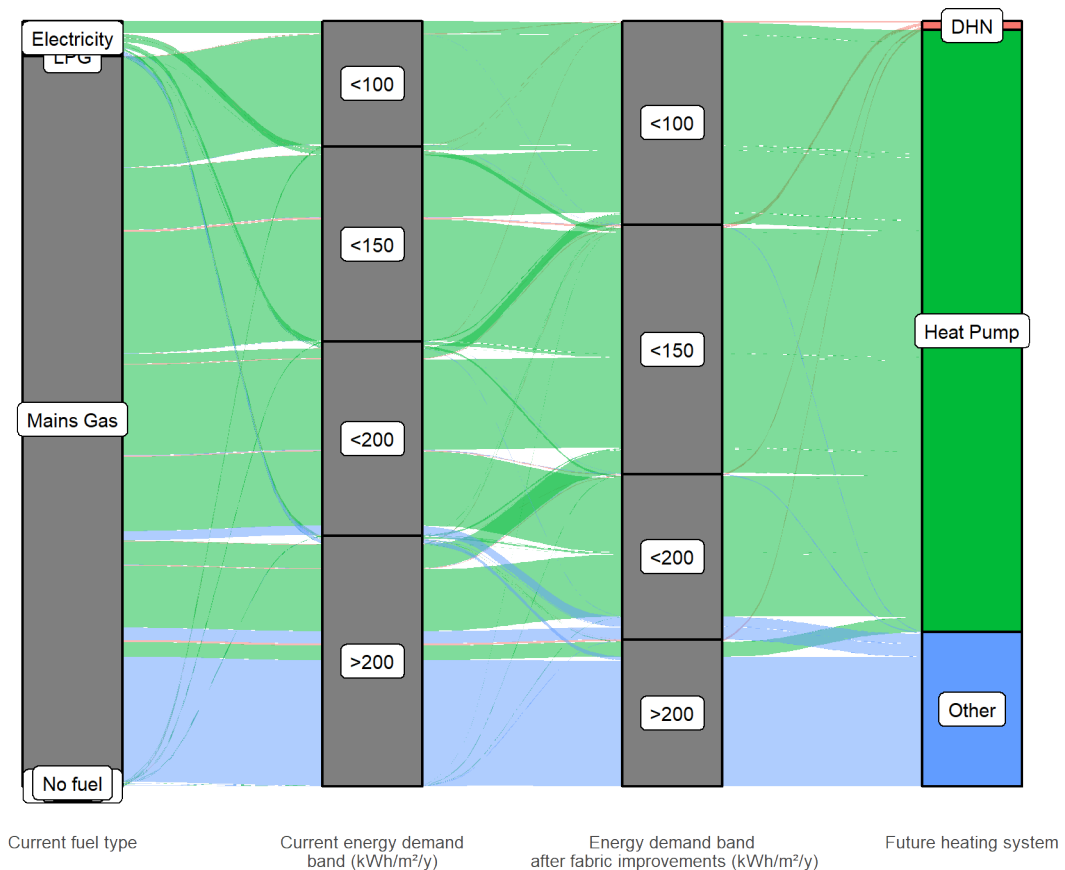 Electricity
LPG
Mains Gas
No fuel
<100
<150
<200
>200
<100
<150
<200
>200
DHN
Heat Pump
Other
Current fuel type
Current energy demand
band (kWh/m²/y)
Energy demand band
after fabric improvements (kWh/m²/y)
Future heating system